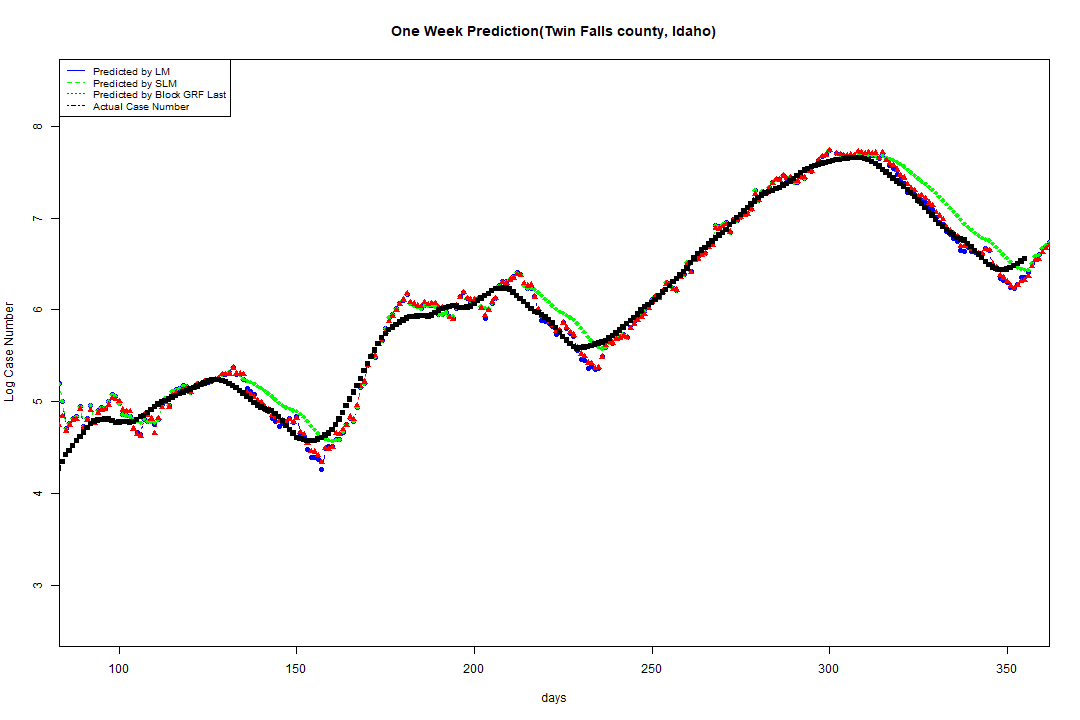 One Week Prediction(Twin Falls county, Idaho)
Predicted by LM
Predicted by SLM
Predicted by Block GRF Last
Actual Case Number
Log Case Number
8
7
6
5
4
3
100 150 200 250 300 350
days